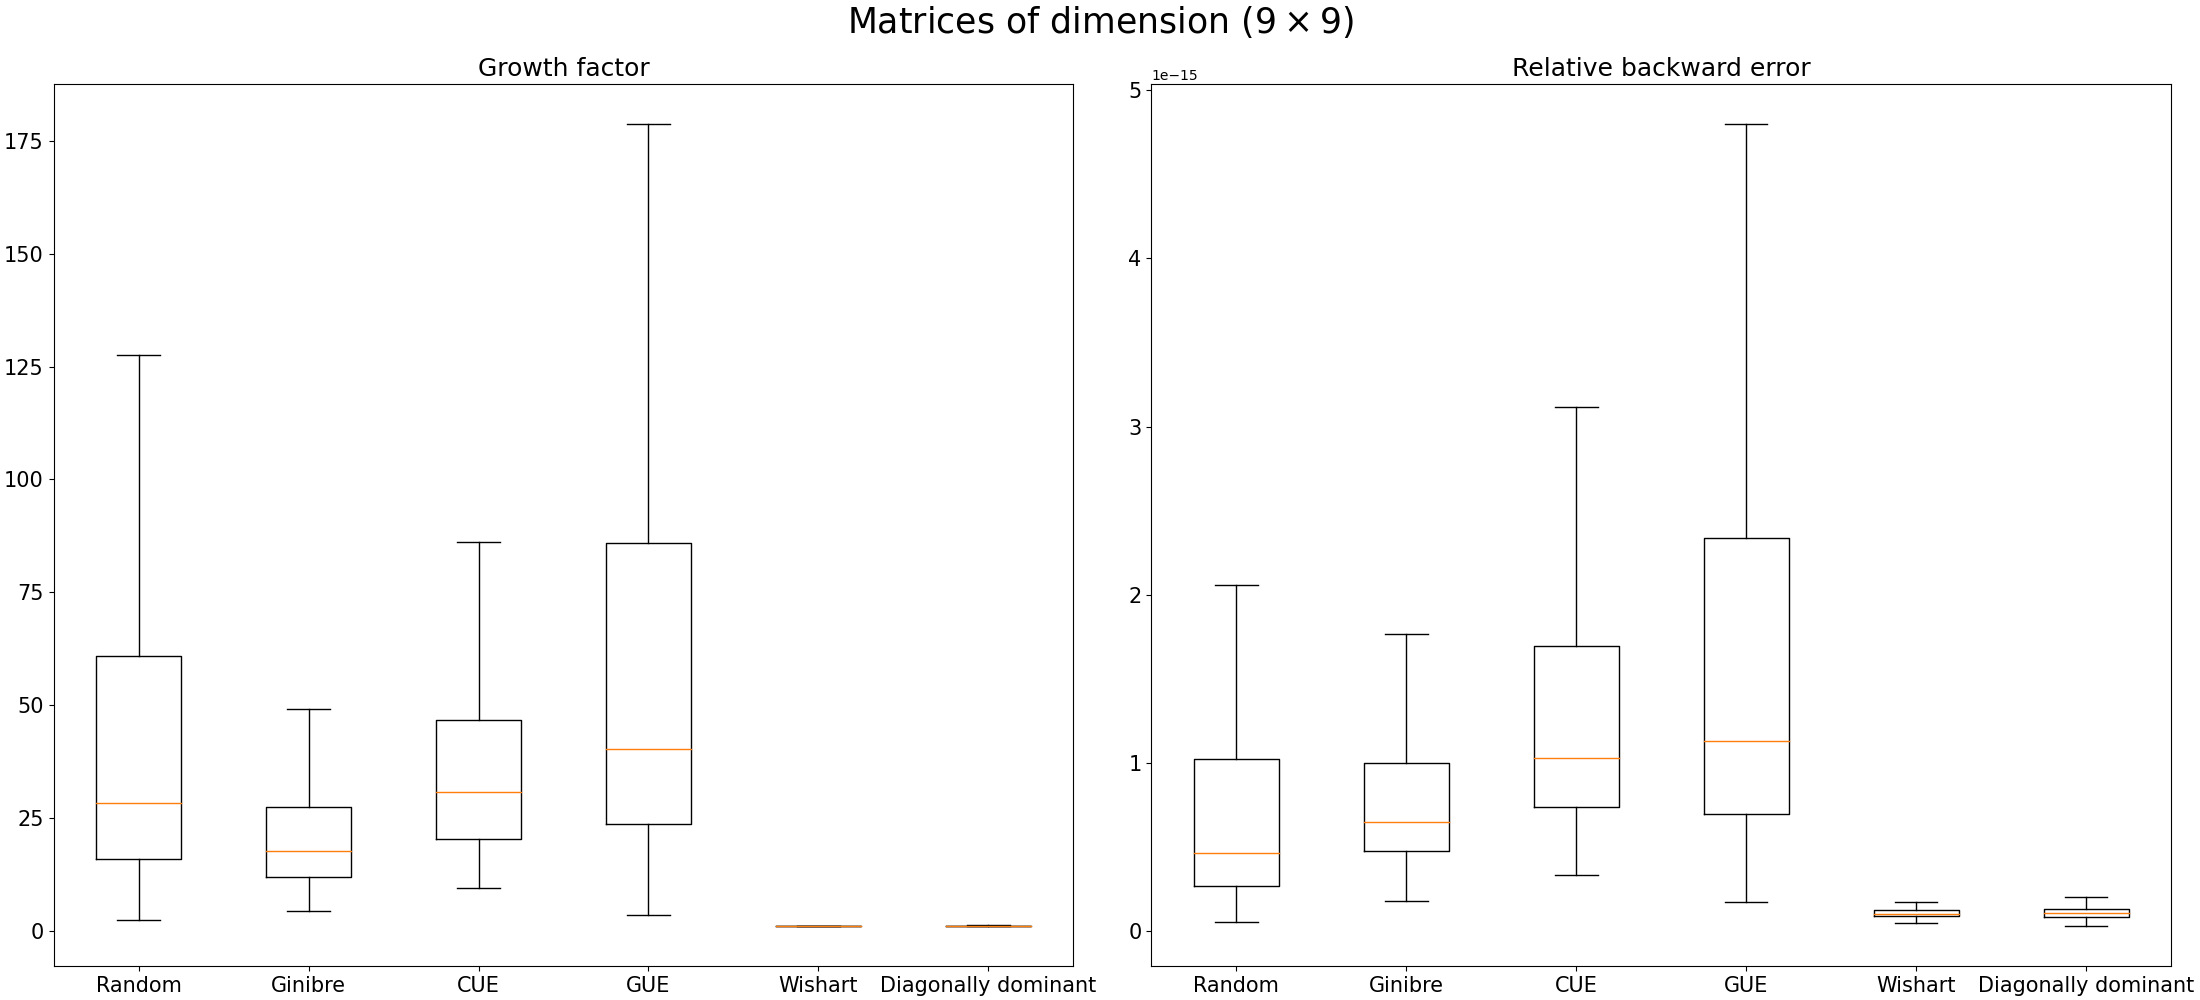 Matrices of dimension (9 × 9)
Growth factor
175
150
125
100
75
50
25
0
Random Ginibre CUE GUE Wishart Diagonally dominant
Relative backward error
1e−15
5
4
3
2
1
0
Random Ginibre CUE GUE Wishart Diagonally dominant